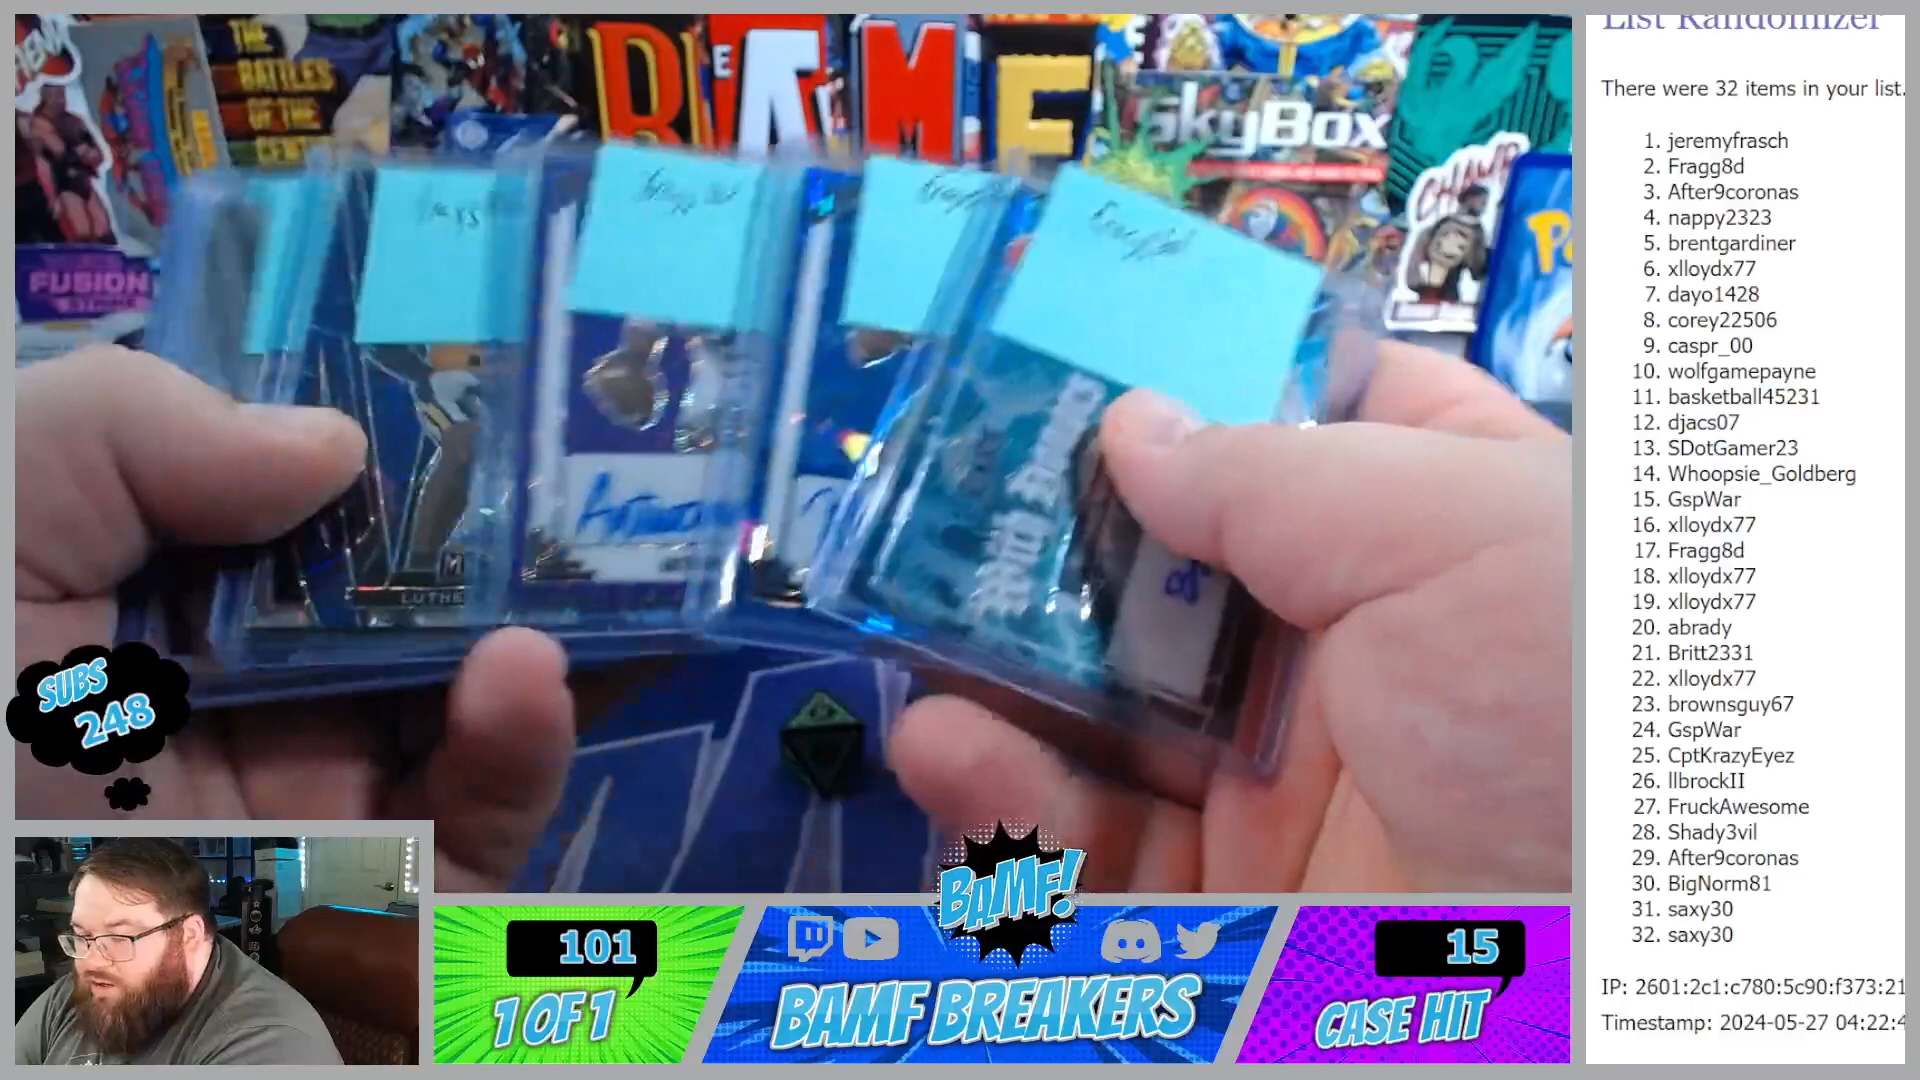 THE
BATTLES
OF THE
CENT
BAMF
SkyBox
CHAMP
FUSION
STRIKE
LUTHE
SUBS
248
101
1 OF 1
BAMF!
BAMF BREAKERS
15
CASE HIT
List Randomizer
There were 32 items in your list.
1. jeremyfrasch
2. Fragg8d
3. After9coronas
4. nappy2323
5. brentgardiner
6. xlloydx77
7. dayo1428
8. corey22506
9. caspr_00
10. wolfgamepayne
11. basketball45231
12. djacs07
13. SDotGamer23
14. Whoopsie_Goldberg
15. GspWar
16. xlloydx77
17. Fragg8d
18. xlloydx77
19. xlloydx77
20. abrady
21. Britt2331
22. xlloydx77
23. brownsguy67
24. GspWar
25. CptKrazyEyez
26. llbrockII
27. FruckAwesome
28. Shady3vil
29. After9coronas
30. BigNorm81
31. saxy30
32. saxy30
IP: 2601:2c1:c780:5c90:f373:21
Timestamp: 2024-05-27 04:22:4